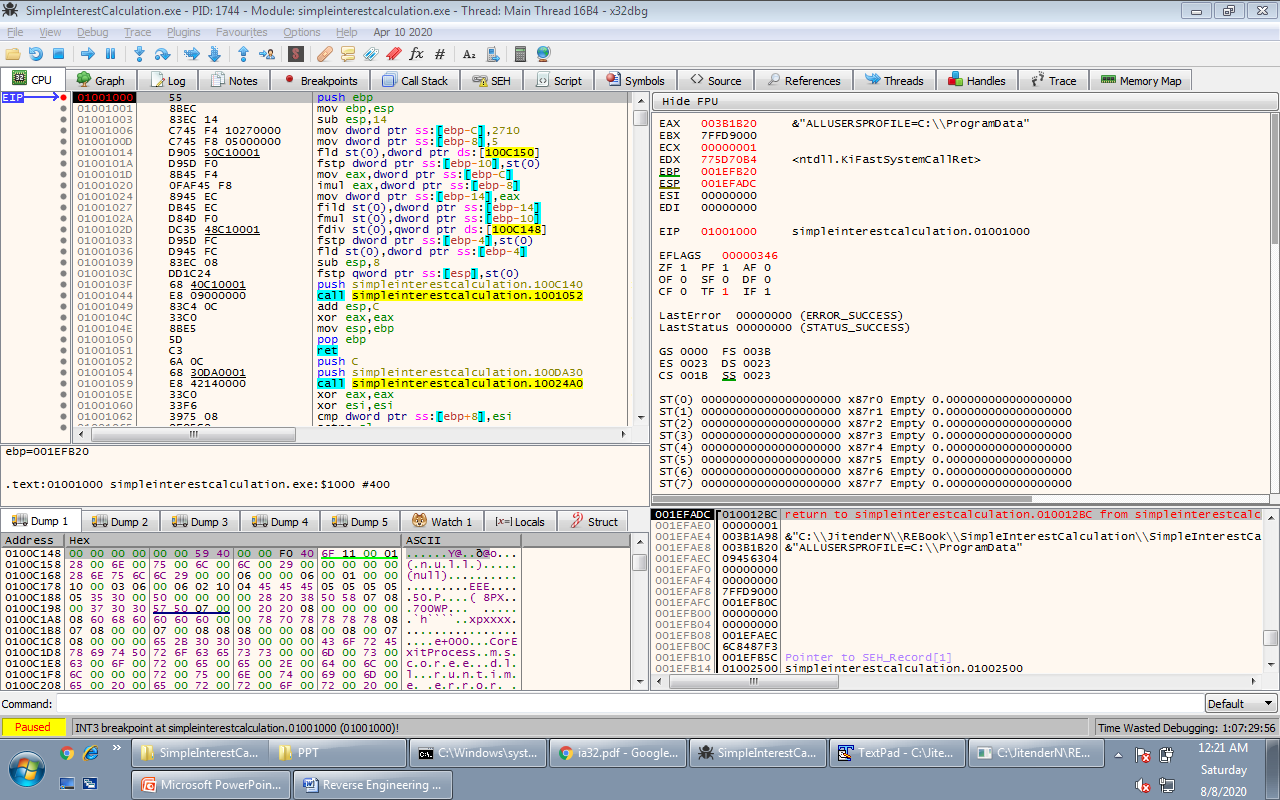 SimpleInterestCalculation.exe - PID: 1744 - Module: simpleinterestcalculation.exe - Thread: Main Thread 16B4 - x32dbg
File View Debug Trace Plugins Favourites Options Help Apr 10 2020
CPU Graph Log Notes Breakpoints Call Stack SEH Script Symbols Source References Threads Handles Trace Memory Map
EIP
01001000 55 push ebp
01001001 8BEC mov ebp,esp
01001003 83EC 14 sub esp,14
01001006 C745 F4 10270000 mov dword ptr ss:[ebp-C],2710
0100100D C745 F8 05000000 mov dword ptr ss:[ebp-8],5
01001014 D905 50C10001 fld st(0),dword ptr ds:[100C150]
0100101A D95D F0 fstp dword ptr ss:[ebp-10],st(0)
0100101D 8B45 F4 mov eax,dword ptr ss:[ebp-C]
01001020 0FAF45 F8 imul eax,dword ptr ss:[ebp-8]
01001024 8945 EC mov dword ptr ss:[ebp-14],eax
01001027 DB45 EC fild st(0),dword ptr ss:[ebp-14]
0100102A D84D F0 fmul st(0),dword ptr ss:[ebp-10]
0100102D DC35 48C10001 fdiv st(0),qword ptr ds:[100C148]
01001033 D95D FC fstp dword ptr ss:[ebp-4],st(0)
01001036 D945 FC fld st(0),dword ptr ss:[ebp-4]
01001039 83EC 08 sub esp,8
0100103C DD1C24 fstp qword ptr ss:[esp],st(0)
0100103F 68 40C10001 push simpleinterestcalculation.100C140
01001044 E8 09000000 call simpleinterestcalculation.1001052
01001049 83C4 0C add esp,C
0100104C 33C0 xor eax,eax
0100104E 8BE5 mov esp,ebp
01001050 5D pop ebp
01001051 C3 ret
01001052 6A 0C push C
01001054 68 30DA0001 push simpleinterestcalculation.100DA30
01001059 E8 42140000 call simpleinterestcalculation.10024A0
0100105E 33C0 xor eax,eax
01001060 33F6 xor esi,esi
01001062 3975 08 cmp dword ptr ss:[ebp+8],esi
Hide FPU
EAX 003B1B20 &"ALLUSERSPROFILE=C:\\ProgramData"
EBX 7FFD9000
ECX 00000001
EDX 775D70B4 <ntdll.KiFastSystemCallRet>
EBP 001EFB20
ESP 001EFADC
ESI 00000000
EDI 00000000
EIP 01001000 simpleinterestcalculation.01001000
EFLAGS 00000346
ZF 1 PF 1 AF 0
OF 0 SF 0 DF 0
CF 0 TF 1 IF 1
LastError 00000000 (ERROR_SUCCESS)
LastStatus 00000000 (STATUS_SUCCESS)
GS 0000 FS 003B
ES 0023 DS 0023
CS 001B SS 0023
ST(0) 00000000000000000000 x87r0 Empty 0.000000000000000000
ST(1) 00000000000000000000 x87r1 Empty 0.000000000000000000
ST(2) 00000000000000000000 x87r2 Empty 0.000000000000000000
ST(3) 00000000000000000000 x87r3 Empty 0.000000000000000000
ST(4) 00000000000000000000 x87r4 Empty 0.000000000000000000
ST(5) 00000000000000000000 x87r5 Empty 0.000000000000000000
ST(6) 00000000000000000000 x87r6 Empty 0.000000000000000000
ST(7) 00000000000000000000 x87r7 Empty 0.000000000000000000
ebp=001EFB20
.text:01001000 simpleinterestcalculation.exe:$1000 #400
Dump 1 Dump 2 Dump 3 Dump 4 Dump 5 Watch 1 Locals Struct
Address Hex ASCII
0100C148 00 00 00 00 00 00 59 40 00 00 F0 40 6F 11 00 01 ......Y@..ð@o...
0100C158 28 00 6E 00 75 00 6C 00 6C 00 29 00 00 00 00 00 (.n.u.l.l.).....
0100C168 28 6E 75 6C 6C 29 00 00 06 00 00 06 00 01 00 00 (null)..........
0100C178 10 00 03 06 00 06 02 10 04 45 45 45 05 05 05 05 .........EEE....
0100C188 05 35 30 00 50 00 00 00 00 28 20 38 50 58 07 08 .50.P....( 8PX..
0100C198 00 37 30 30 57 50 07 00 00 20 20 08 00 00 00 00 .700WP... .....
0100C1A8 08 60 68 60 60 60 60 00 00 78 70 78 78 78 78 08 .`h````..xpxxxx.
0100C1B8 07 08 00 00 07 00 08 08 08 00 00 08 00 08 00 07 ................
0100C1C8 08 00 00 00 65 2B 30 30 30 00 00 00 43 6F 72 45 ....e+000...CorE
0100C1D8 78 69 74 50 72 6F 63 65 73 73 00 00 6D 00 73 00 xitProcess..m.s.
0100C1E8 63 00 6F 00 72 00 65 00 65 00 2E 00 64 00 6C 00 c.o.r.e.e...d.l.
0100C1F8 6C 00 00 00 72 00 75 00 6E 00 74 00 69 00 6D 00 l...r.u.n.t.i.m.
0100C208 65 00 20 00 65 00 72 00 72 00 6F 00 72 00 20 00 e. .e.r.r.o.r. .
001EFADC 010012BC return to simpleinterestcalculation.010012BC from simpleinterestcalc
001EFAE0 00000001
001EFAE4 003B1A98 &"C:\\JitenderN\\REBook\\SimpleInterestCalculation\\SimpleInterestCa
001EFAE8 003B1B20 &"ALLUSERSPROFILE=C:\\ProgramData"
001EFAEC 09456304
001EFAF0 00000000
001EFAF4 00000000
001EFAF8 7FFD9000
001EFAFC 001EFB0C
001EFB00 00000000
001EFB04 00000000
001EFB08 001EFAEC
001EFB0C 6C8487F3
001EFB10 001EFB5C Pointer to SEH_Record[1]
001EFB14 01002500 simpleinterestcalculation.01002500
Command: Default
Paused INT3 breakpoint at simpleinterestcalculation.01001000 (01001000)! Time Wasted Debugging: 1:07:29:56
SimpleInterestCa... PPT C:\Windows\syst... ia32.pdf - Google... SimpleInterestCa... TextPad - C:\Jite... C:\JitenderN\RE...
Microsoft PowerPoin... Reverse Engineering ...
12:21 AM
Saturday
8/8/2020